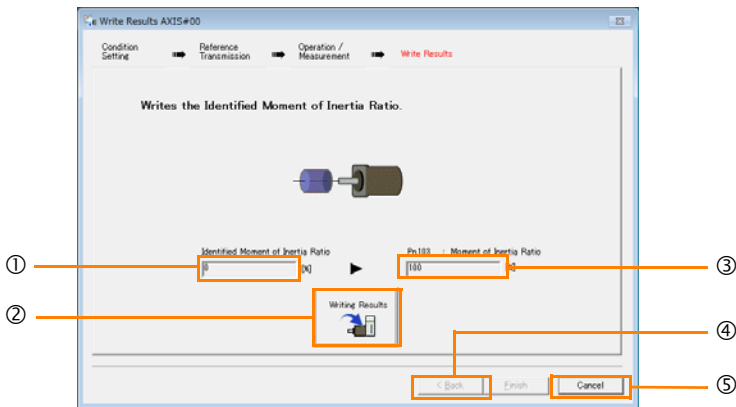 Write Results AXIS#00
Condition Setting
Reference Transmission
Operation / Measurement
Write Results
Writes the Identified Moment of Inertia Ratio.
Identified Moment of Inertia Ratio
Pn103 : Moment of Inertia Ratio
①
0
[%]
100
③
②
Writing Results
④
< Back
Finish
Cancel
⑤